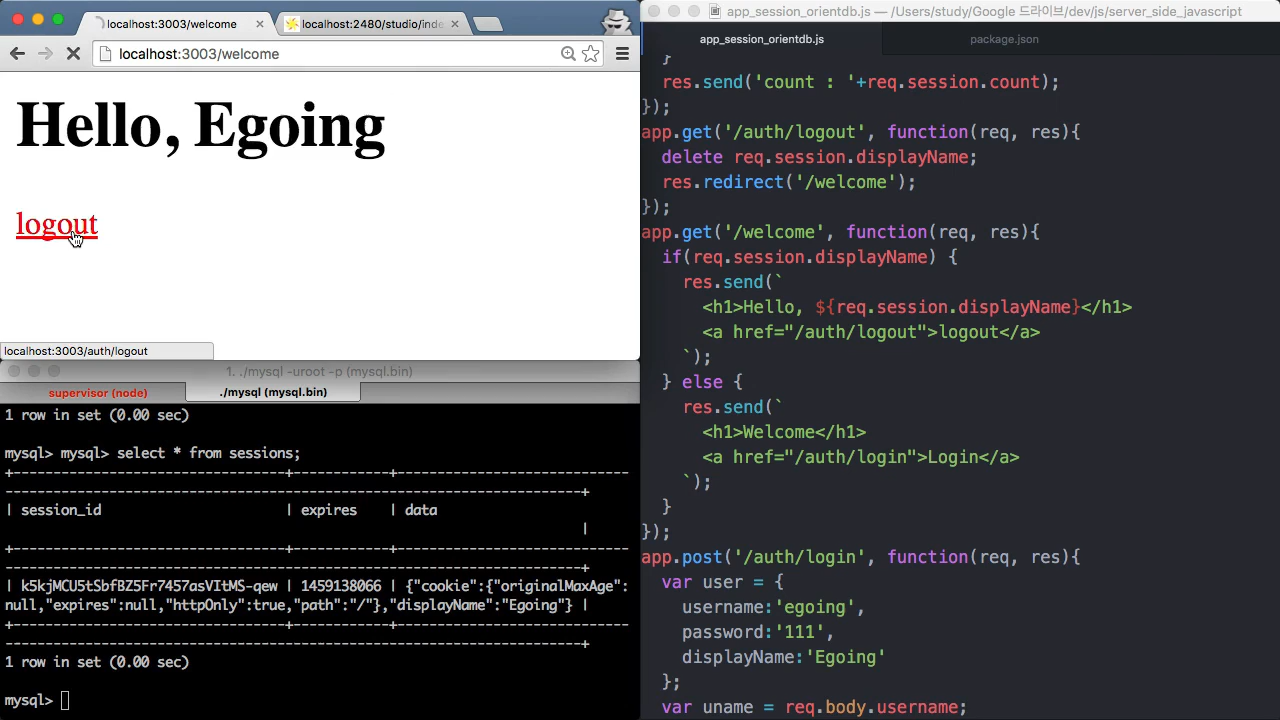 localhost:3003/welcome
localhost:2480/studio/inde
localhost:3003/welcome
Hello, Egoing
logout
localhost:3003/auth/logout
1. ./mysql -uroot -p (mysql.bin)
supervisor (node)
./mysql (mysql.bin)
1 row in set (0.00 sec)
mysql> mysql> select * from sessions;
+---------------------------------+------------+----------------------------
--------------------------------------------------------------------+
| session_id | expires | data
|
+---------------------------------+------------+----------------------------
--------------------------------------------------------------------+
| k5kjMCU5tSbfBZ5Fr7457asVItMS-qew | 1459138066 | {"cookie":{"originalMaxAge":
null,"expires":null,"httpOnly":true,"path":"/"},"displayName":"Egoing"} |
+---------------------------------+------------+----------------------------
--------------------------------------------------------------------+
1 row in set (0.00 sec)
mysql>
app_session_orientdb.js — /Users/study/Google 드라이브/dev/js/server_side_javascript
app_session_orientdb.js
package.json
}
res.send('count : '+req.session.count);
});
app.get('/auth/logout', function(req, res){
delete req.session.displayName;
res.redirect('/welcome');
});
app.get('/welcome', function(req, res){
if(req.session.displayName) {
res.send(`
<h1>Hello, ${req.session.displayName}</h1>
<a href="/auth/logout">logout</a>
`);
} else {
res.send(`
<h1>Welcome</h1>
<a href="/auth/login">Login</a>
`);
}
});
app.post('/auth/login', function(req, res){
var user = {
username:'egoing',
password:'111',
displayName:'Egoing'
};
var uname = req.body.username;